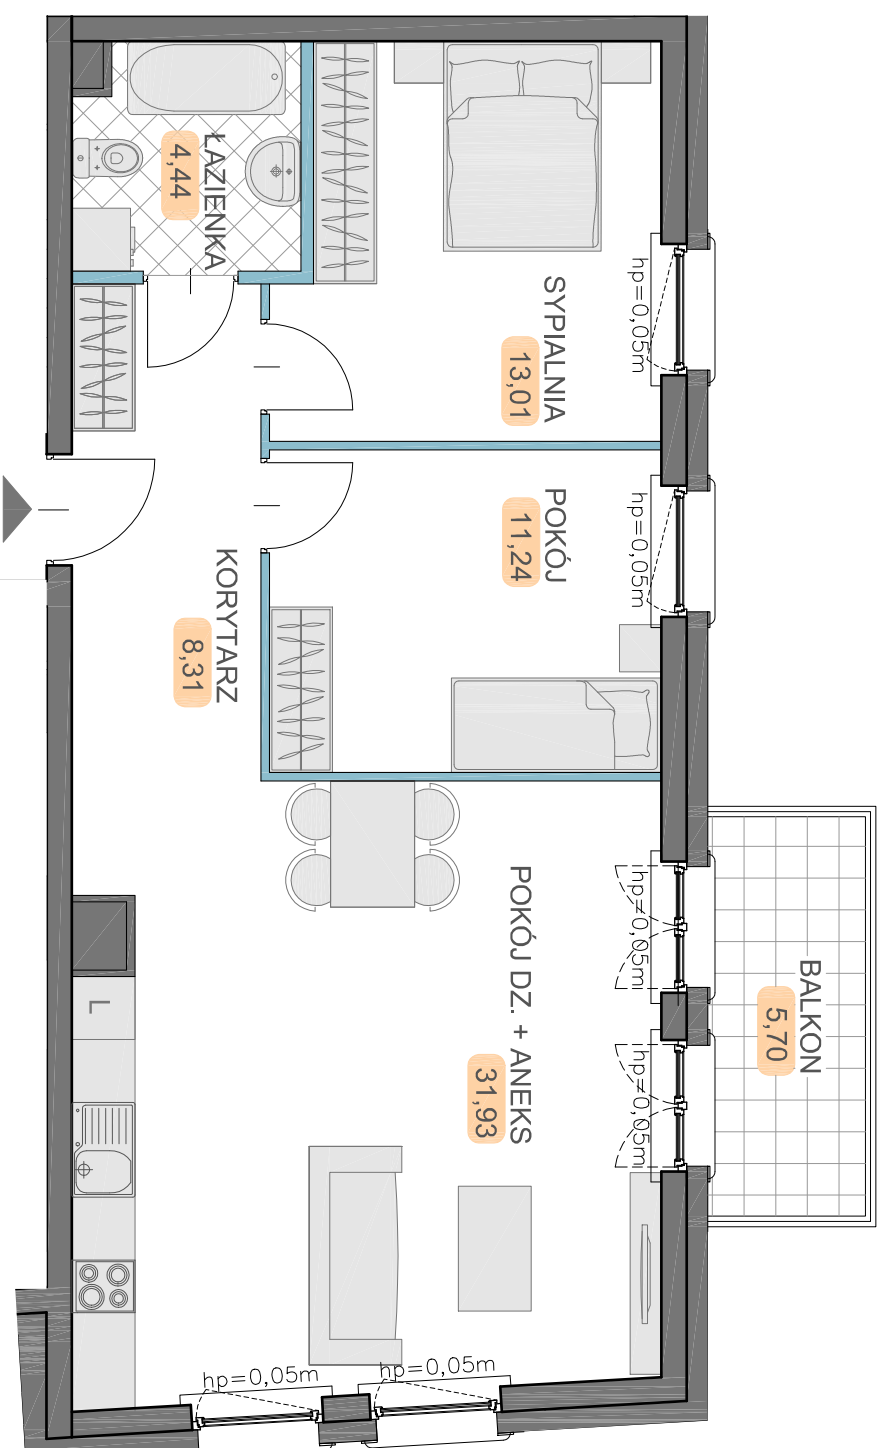 ŁAZIENKA
4,44
SYPIALNIA
13,01
hp=0,05m
POKÓJ
11,24
hp=0,05m
KORYTARZ
8,31
POKÓJ DZ. + ANEKS
31,93
hp=0,05m
hp=0,05m
BALKON
5,70
L
hp=0,05m
hp=0,05m